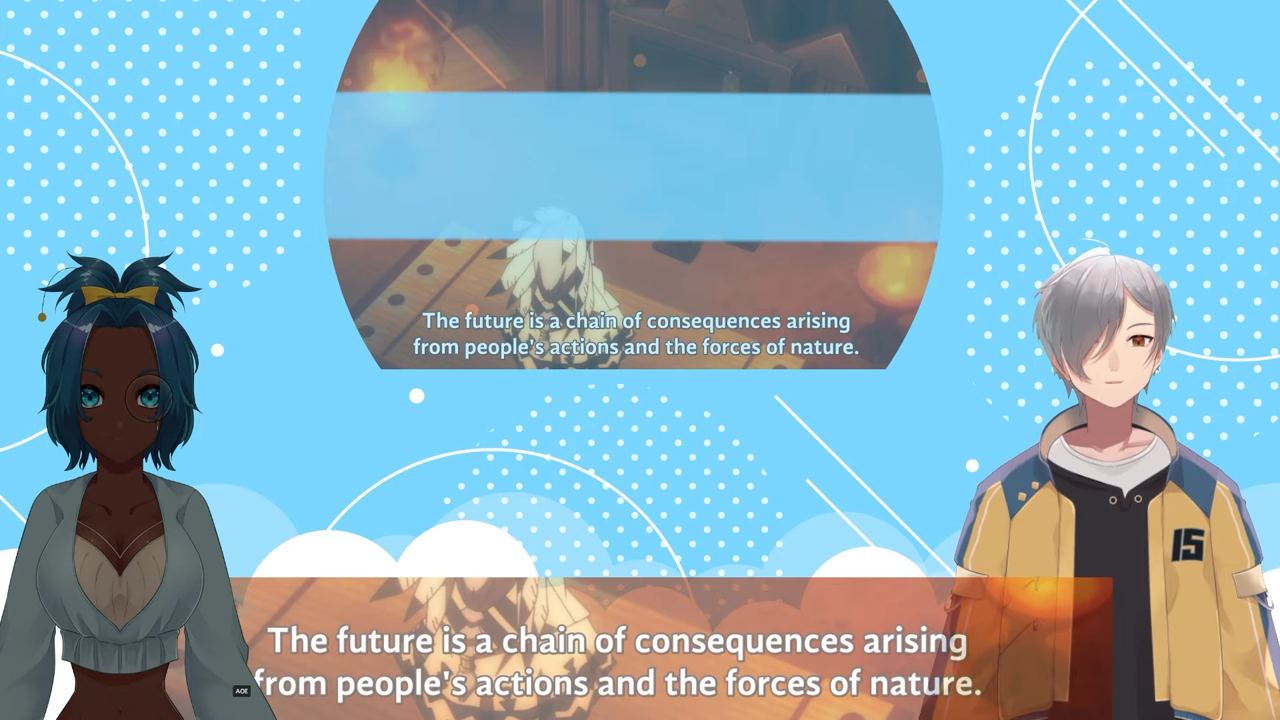 The future is a chain of consequences arising
from people's actions and the forces of nature.
15
The future is a chain of consequences arising
from people's actions and the forces of nature.
AOE